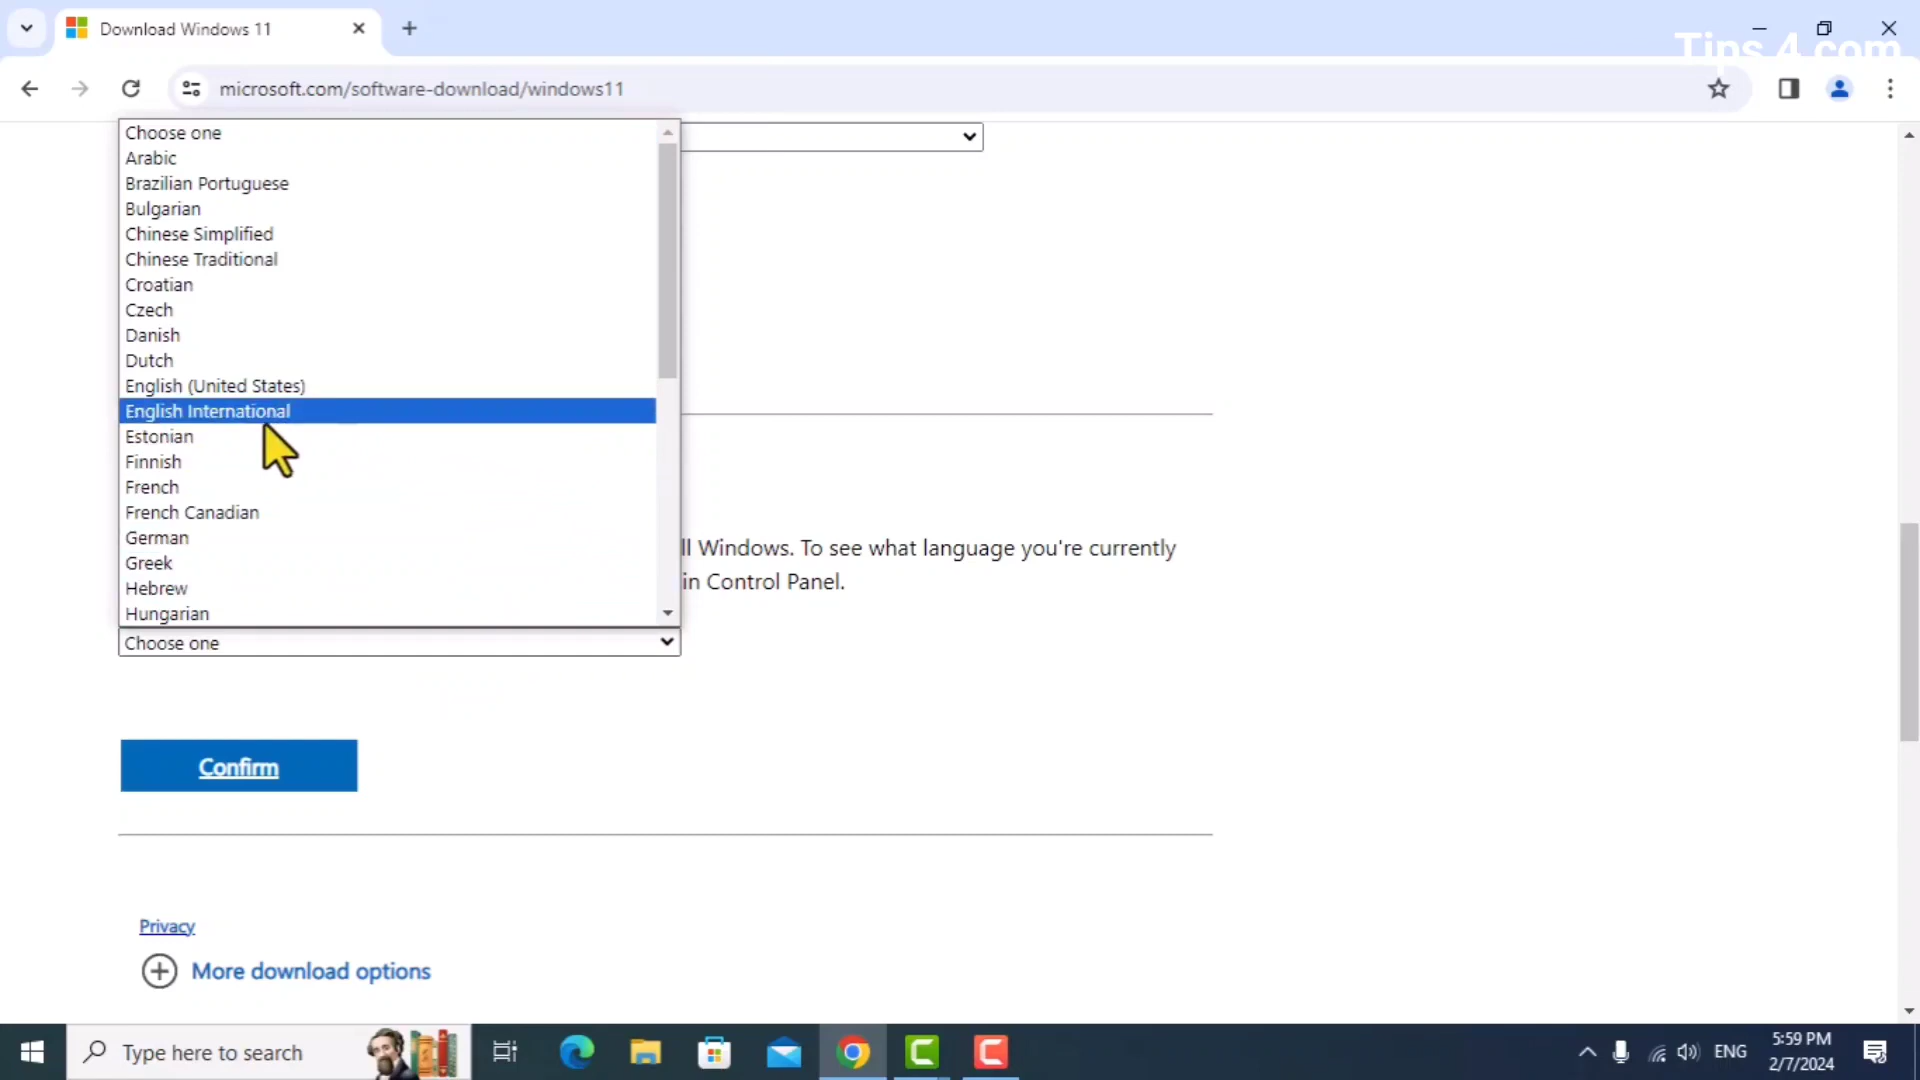 Download Windows 11
Tips 4 com
microsoft.com/software-download/windows11
Choose one
Arabic
Brazilian Portuguese
Bulgarian
Chinese Simplified
Chinese Traditional
Croatian
Czech
Danish
Dutch
English (United States)
English International
Estonian
Finnish
French
French Canadian
German
Greek
Hebrew
Hungarian
ll Windows. To see what language you're currently
in Control Panel.
Choose one
Confirm
Privacy
More download options
Type here to search
ENG
5:59 PM
2/7/2024